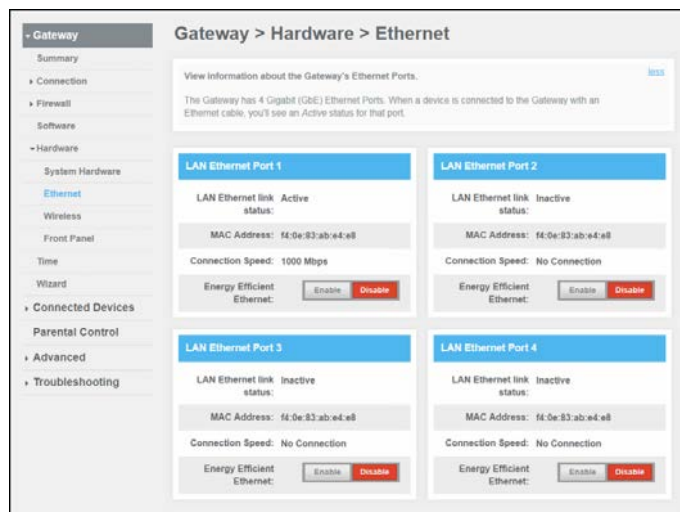 Gateway
Summary
Connection
Firewall
Software
Hardware
System Hardware
Ethernet
Wireless
Front Panel
Time
Wizard
Connected Devices
Parental Control
Advanced
Troubleshooting
Gateway > Hardware > Ethernet
View information about the Gateway's Ethernet Ports.
less
The Gateway has 4 Gigabit (GbE) Ethernet Ports. When a device is connected to the Gateway with an
Ethernet cable, you'll see an Active status for that port.
LAN Ethernet Port 1
LAN Ethernet link Active
status:
MAC Address: f4:0e:83:ab:e4:e8
Connection Speed: 1000 Mbps
Energy Efficient Enable Disable
Ethernet:
LAN Ethernet Port 2
LAN Ethernet link Inactive
status:
MAC Address: f4:0e:83:ab:e4:e8
Connection Speed: No Connection
Energy Efficient Enable Disable
Ethernet:
LAN Ethernet Port 3
LAN Ethernet link Inactive
status:
MAC Address: f4:0e:83:ab:e4:e8
Connection Speed: No Connection
Energy Efficient Enable Disable
Ethernet:
LAN Ethernet Port 4
LAN Ethernet link Inactive
status:
MAC Address: f4:0e:83:ab:e4:e8
Connection Speed: No Connection
Energy Efficient Enable Disable
Ethernet: